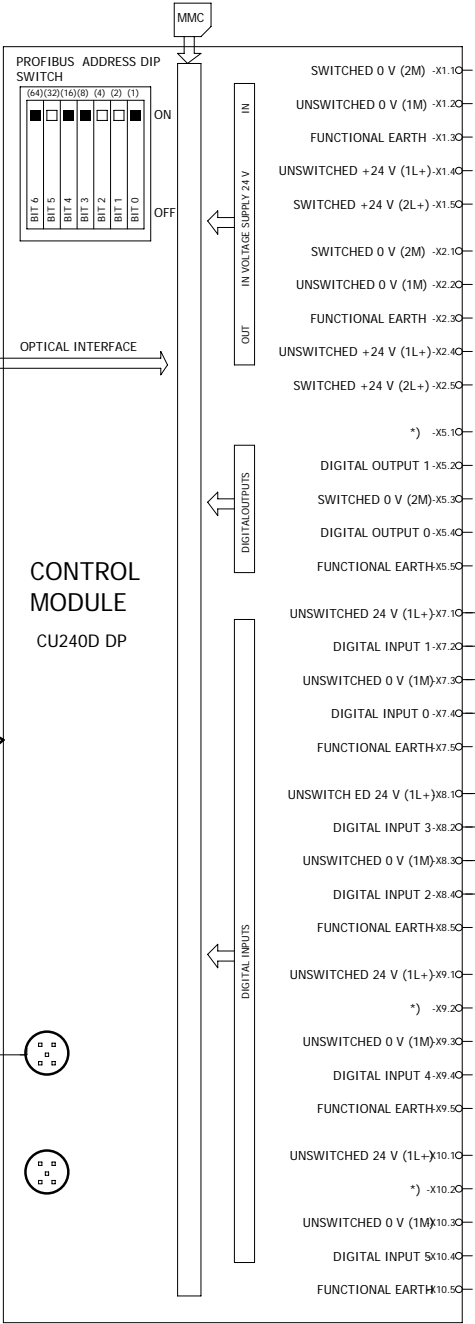 MMC
PROFIBUS ADDRESS DIP
SWITCH
(64)(32)(16)(8) (4) (2) (1)
ON
BIT 6
BIT 5
BIT 4
BIT 3
BIT 2
BIT 1
BIT 0
OFF
OPTICAL INTERFACE
CONTROL
MODULE
CU240D DP
IN
IN VOLTAGE SUPPLY 24 V
OUT
DIGITALOUTPUTS
DIGITAL INPUTS
SWITCHED 0 V (2M) -X1.1
UNSWITCHED 0 V (1M) -X1.2
FUNCTIONAL EARTH -X1.3
UNSWITCHED +24 V (1L+)-X1.4
SWITCHED +24 V (2L+)-X1.5
SWITCHED 0 V (2M) -X2.1
UNSWITCHED 0 V (1M) -X2.2
FUNCTIONAL EARTH -X2.3
UNSWITCHED +24 V (1L+)-X2.4
SWITCHED +24 V (2L+) -X2.5
*) -X5.1
DIGITAL OUTPUT 1-X5.2
SWITCHED 0 V (2M)-X5.3
DIGITAL OUTPUT 0-X5.4
FUNCTIONAL EARTH-X5.5
UNSWITCHED 24 V (1L+)-X7.1
DIGITAL INPUT 1-X7.2
UNSWITCHED 0 V (1M)-X7.3
DIGITAL INPUT 0-X7.4
FUNCTIONAL EARTH-X7.5
UNSWITCH ED 24 V (1L+)-X8.1
DIGITAL INPUT 3-X8.2
UNSWITCHED 0 V (1M)-X8.3
DIGITAL INPUT 2-X8.4
FUNCTIONAL EARTH-X8.5
UNSWITCHED 24 V (1L+)-X9.1
*) -X9.2
UNSWITCHED 0 V (1M)-X9.3
DIGITAL INPUT 4-X9.4
FUNCTIONAL EARTH-X9.5
UNSWITCHED 24 V (1L+)-X10.1
*) -X10.2
UNSWITCHED 0 V (1M)-X10.3
DIGITAL INPUT 5-X10.4
FUNCTIONAL EARTH-X10.5